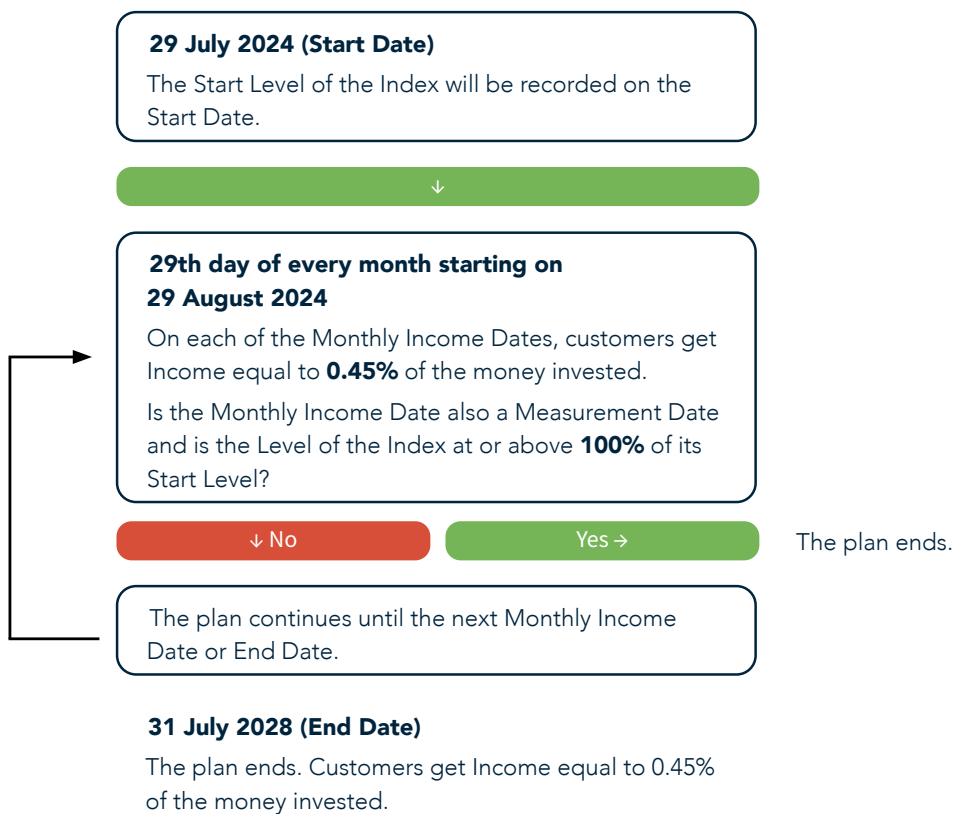 29 July 2024 (Start Date)
The Start Level of the Index will be recorded on the
Start Date.
↓
29th day of every month starting on
29 August 2024
On each of the Monthly Income Dates, customers get
Income equal to 0.45% of the money invested.
Is the Monthly Income Date also a Measurement Date
and is the Level of the Index at or above 100% of its
Start Level?
↓ No
Yes →
The plan ends.
The plan continues until the next Monthly Income
Date or End Date.
31 July 2028 (End Date)
The plan ends. Customers get Income equal to 0.45%
of the money invested.